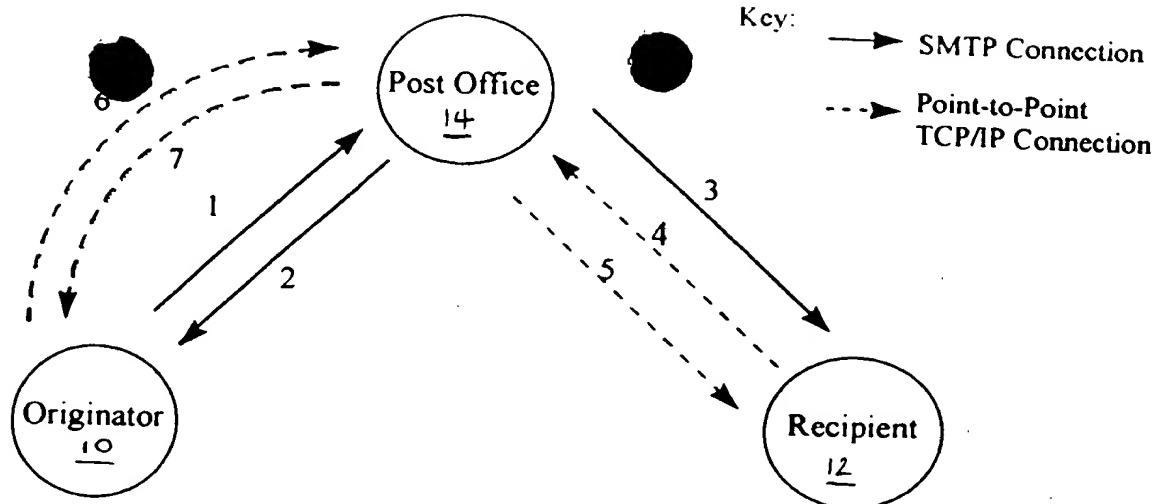 Key:
SMTP Connection
Point-to-Point
TCP/IP Connection
Post Office
14
6
7
1
2
3
4
5
Originator
10
Recipient
12